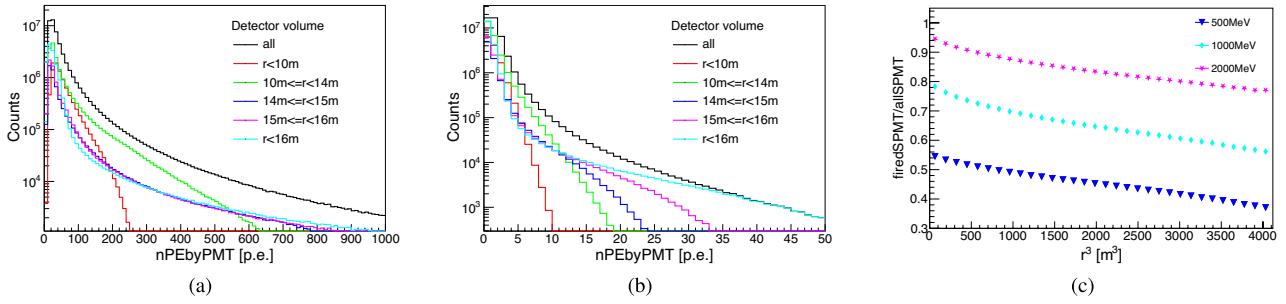 Counts
10^7
10^6
10^5
10^4
Detector volume
all
r<10m
10m<=r<14m
14m<=r<15m
15m<=r<16m
r<16m
0 100 200 300 400 500 600 700 800 900 1000
nPEbyPMT [p.e.]
(a)
Counts
10^7
10^6
10^5
10^4
10^3
Detector volume
all
r<10m
10m<=r<14m
14m<=r<15m
15m<=r<16m
r<16m
0 5 10 15 20 25 30 35 40 45 50
nPEbyPMT [p.e.]
(b)
firedSPMT/allSPMT
1
0.9
0.8
0.7
0.6
0.5
0.4
0.3
500MeV
1000MeV
2000MeV
0 500 1000 1500 2000 2500 3000 3500 4000
r³ [m³]
(c)